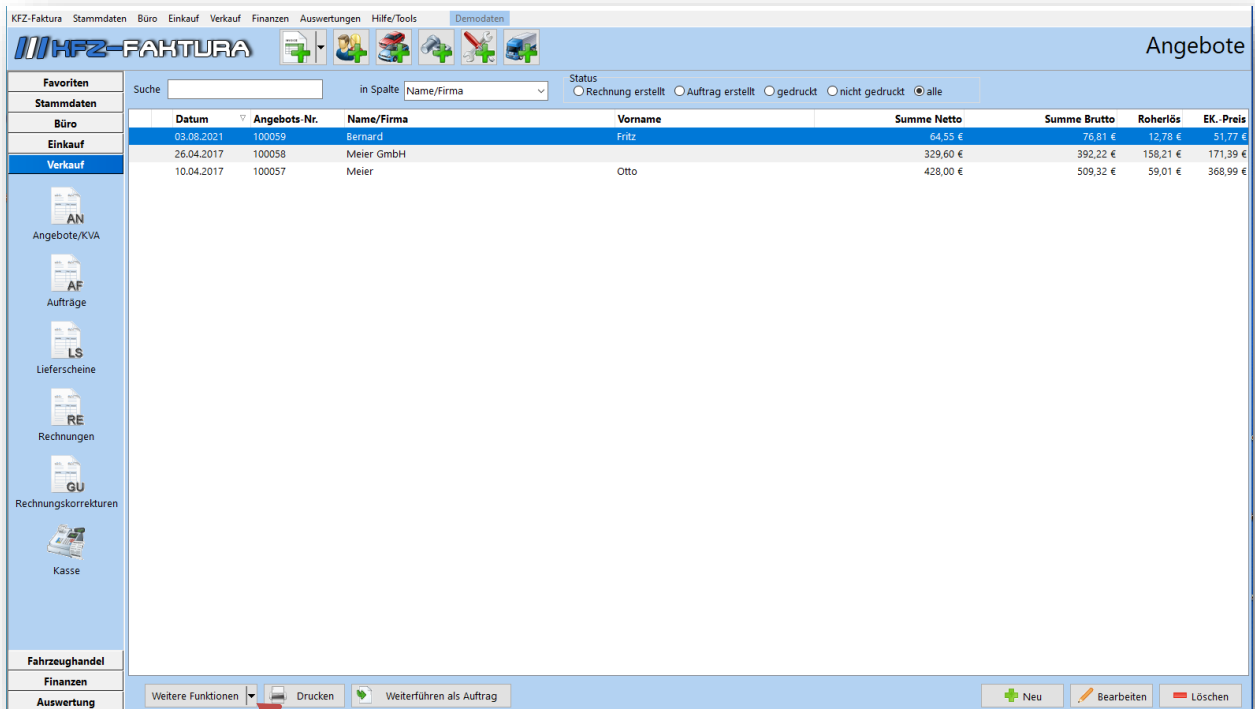 KFZ-Faktura Stammdaten Büro Einkauf Verkauf Finanzen Auswertungen Hilfe/Tools Demodaten
KFZ-FAKTURA
Angebote
Favoriten
Stammdaten
Büro
Einkauf
Verkauf
AN
Angebote/KVA
AF
Aufträge
LS
Lieferscheine
RE
Rechnungen
GU
Rechnungskorrekturen
Kasse
Fahrzeughandel
Finanzen
Auswertung
Suche in Spalte Name/Firma
Status
Rechnung erstellt Auftrag erstellt gedruckt nicht gedruckt alle
Datum Angebots-Nr. Name/Firma Vorname Summe Netto Summe Brutto Roherlös EK.-Preis
03.08.2021 100059 Bernard Fritz 64,55 € 76,81 € 12,78 € 51,77 €
26.04.2017 100058 Meier GmbH 329,60 € 392,22 € 158,21 € 171,39 €
10.04.2017 100057 Meier Otto 428,00 € 509,32 € 59,01 € 368,99 €
Weitere Funktionen Drucken Weiterführen als Auftrag Neu Bearbeiten Löschen